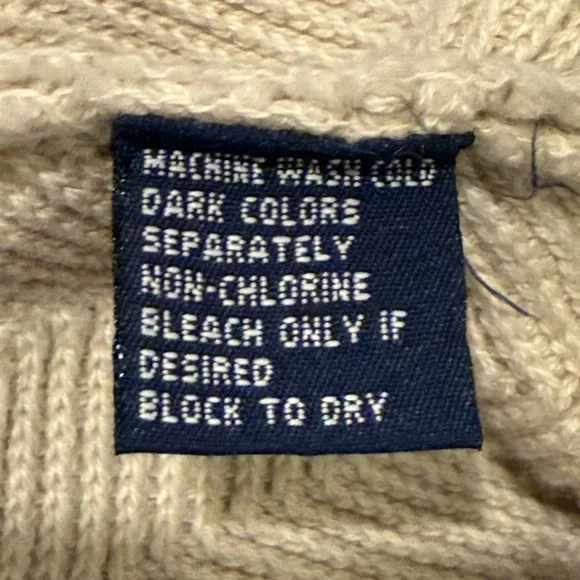 MACHINE WASH COLD
DARK COLORS
SEPARATELY
NON-CHLORINE
BLEACH ONLY IF
DESIRED
BLOCK TO DRY